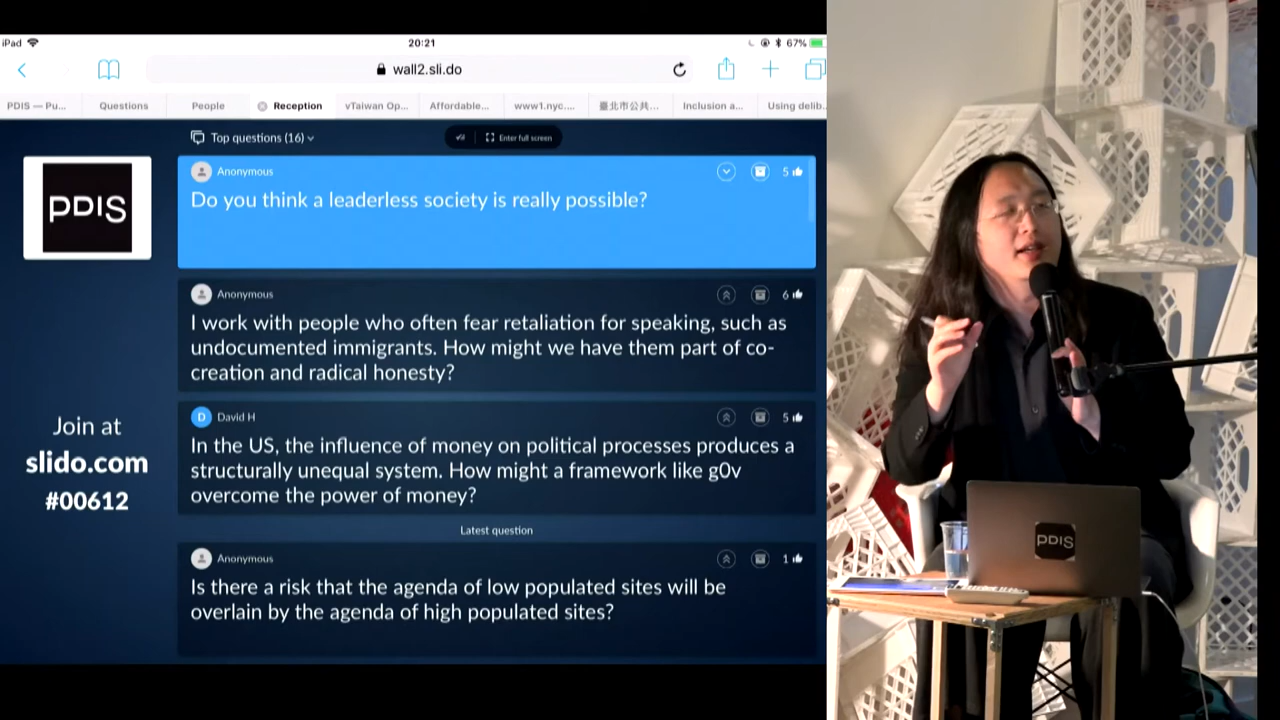 iPad
20:21
67%
wall2.sli.do
PDIS — Pu...
Questions
People
Reception
vTaiwan Op...
Affordable...
www1.nyc....
臺北市公共...
Inclusion a...
Using delib..
Top questions (16)
Enter full screen
PDIS
Anonymous
5
Do you think a leaderless society is really possible?
Anonymous
6
I work with people who often fear retaliation for speaking, such as
undocumented immigrants. How might we have them part of co-
creation and radical honesty?
D David H
5
In the US, the influence of money on political processes produces a
structurally unequal system. How might a framework like g0v
overcome the power of money?
Join at
slido.com
#00612
Latest question
Anonymous
1
Is there a risk that the agenda of low populated sites will be
overlain by the agenda of high populated sites?
PDIS